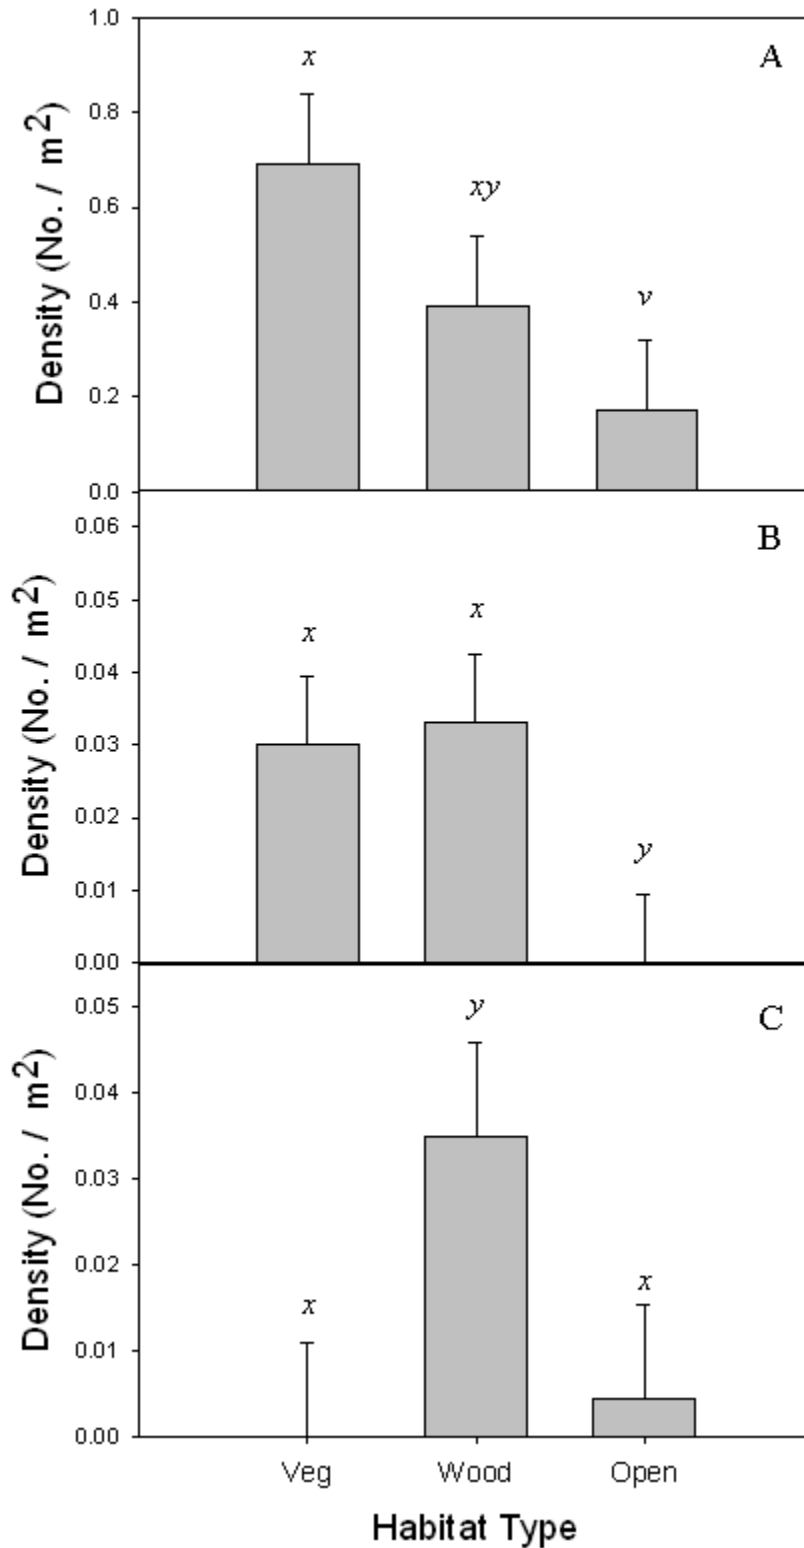 1.0
x
A
0.8
xy
0.6
v
0.4
0.2
0.0
Density (No. / m²)
0.06
B
0.05
x
x
0.04
0.03
0.02
y
0.01
0.00
Density (No. / m²)
0.05
y
C
0.04
0.03
0.02
x
x
0.01
0.00
Density (No. / m²)
Veg Wood Open
Habitat Type